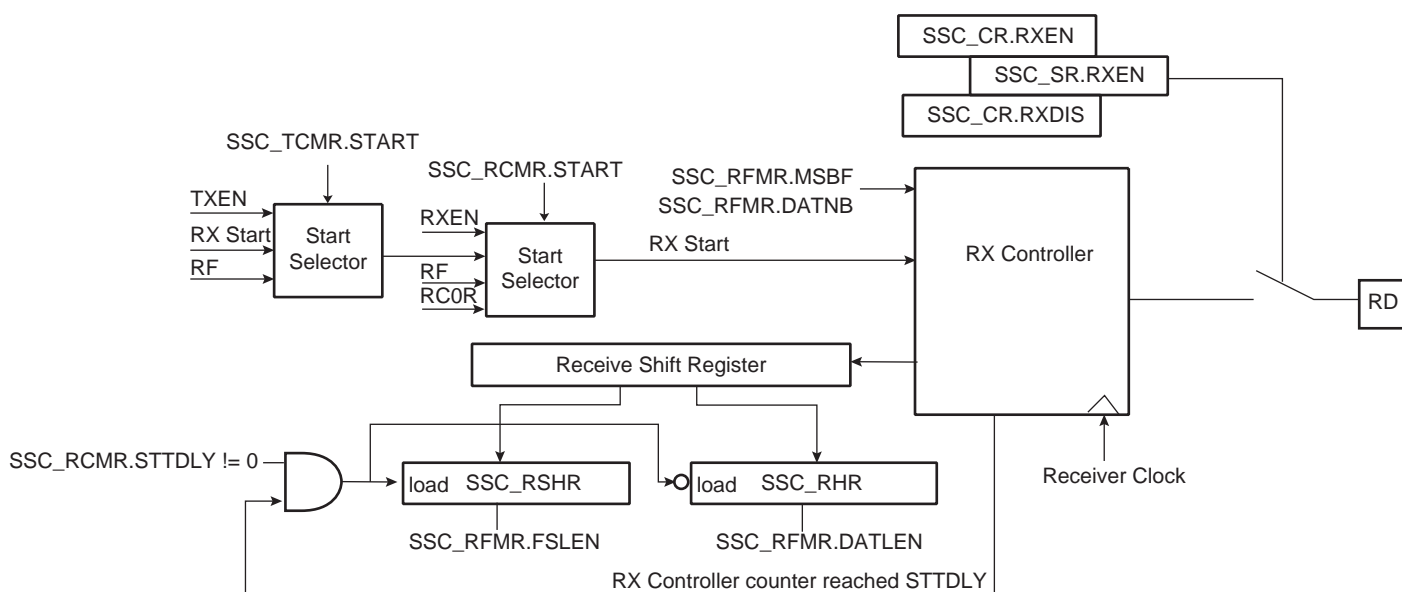 SSC_CR.RXEN
SSC_SR.RXEN
SSC_CR.RXDIS
SSC_TCMR.START
SSC_RCMR.START
SSC_RFMR.MSBF
SSC_RFMR.DATNB
TXEN
RX Start
RF
Start
Selector
RXEN
RF
RC0R
Start
Selector
RX Start
RX Controller
RD
Receive Shift Register
SSC_RCMR.STTDLY != 0
load SSC_RSHR
load SSC_RHR
Receiver Clock
SSC_RFMR.FSLEN
SSC_RFMR.DATLEN
RX Controller counter reached STTDLY